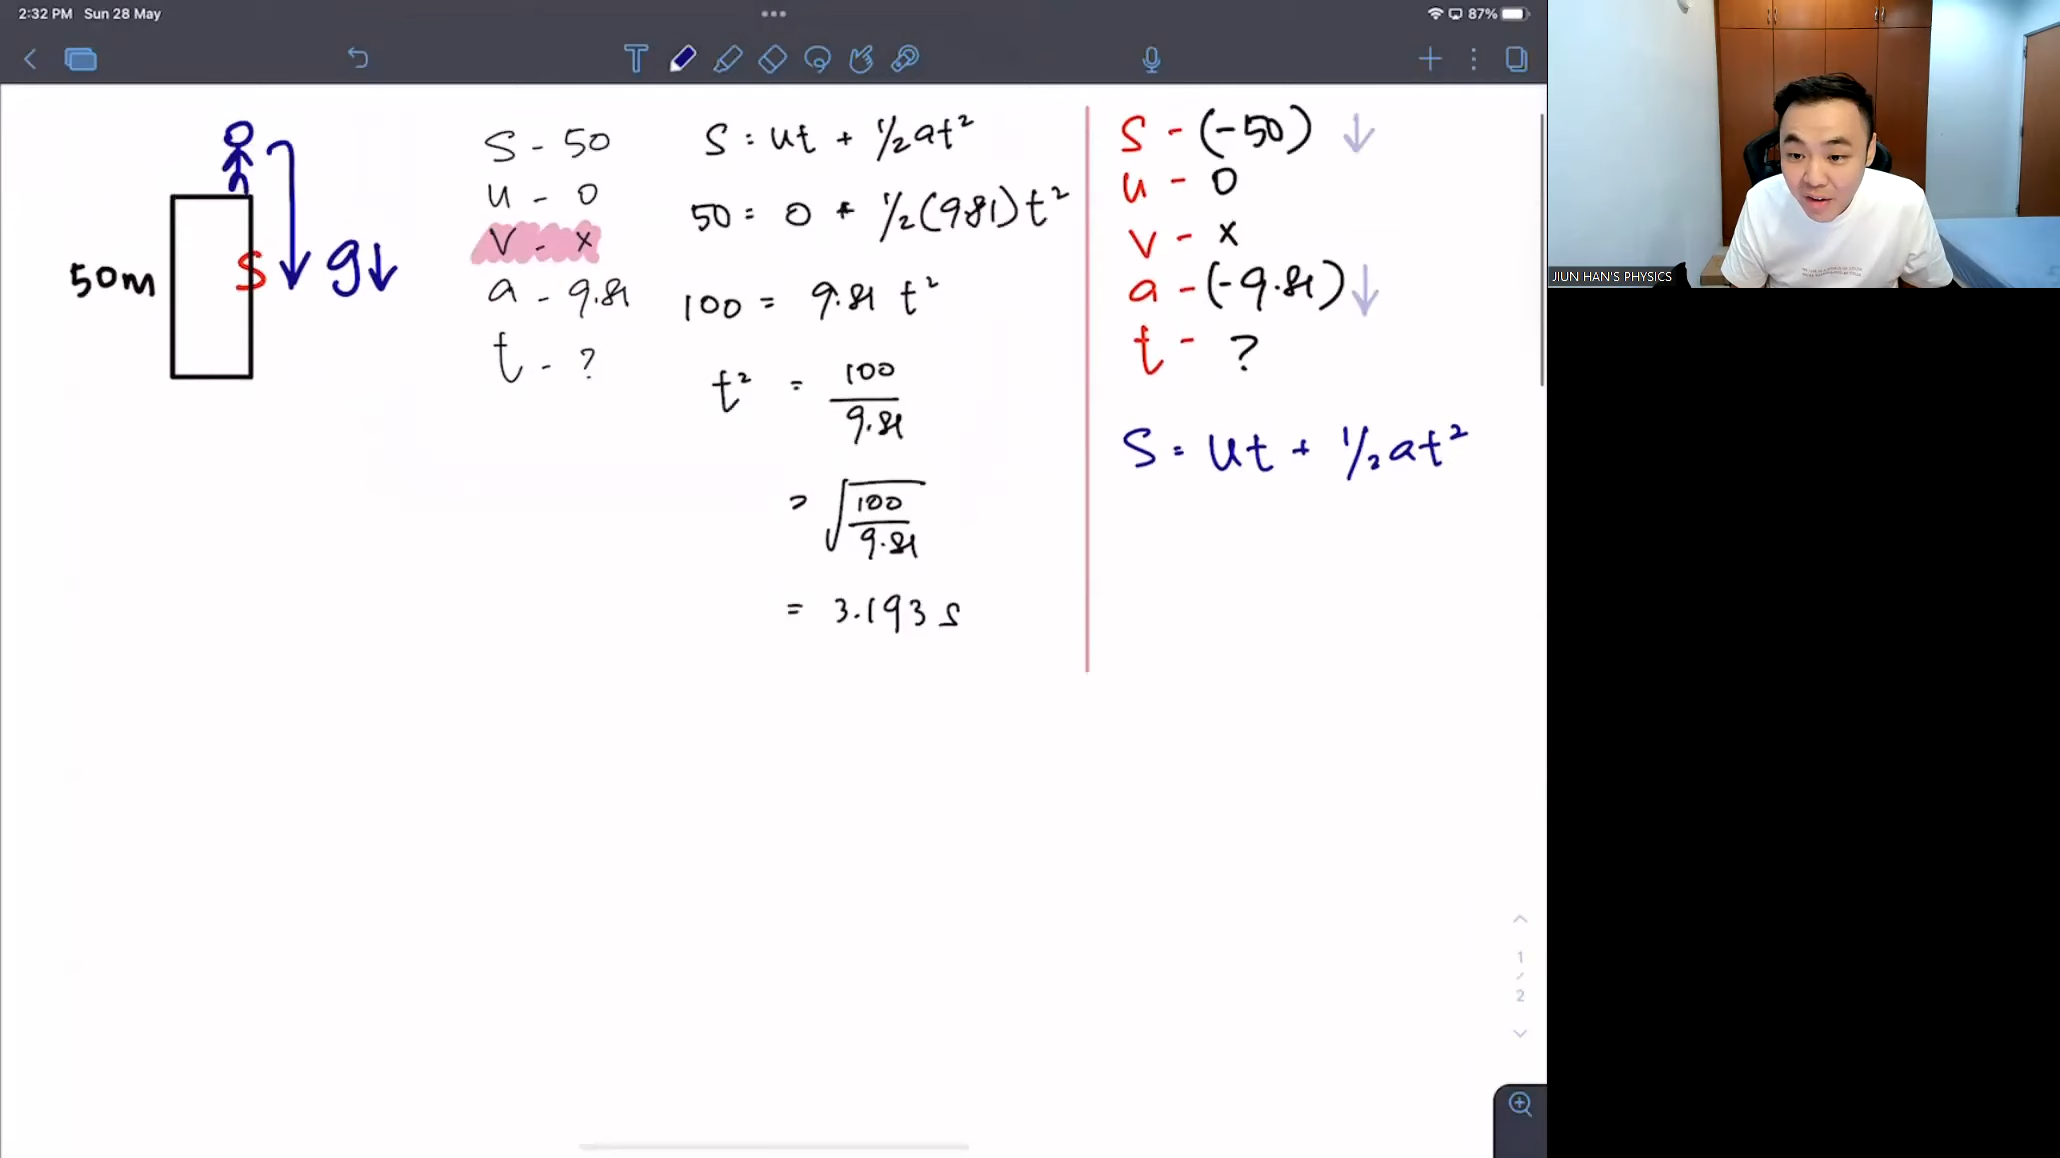 2:32 PM Sun 28 May
87%
50m
S
g↓
S - 50
u - 0
v - x
a - 9.81
t - ?
S = ut + ½at²
50 = 0 + ½(9.81)t²
100 = 9.81 t²
t² = 100/9.81
= √(100/9.81)
= 3.193 s
S - (-50) ↓
u - 0
v - x
a - (-9.81) ↓
t - ?
S = ut + ½at²
1
/
2
JIUN HAN'S PHYSICS